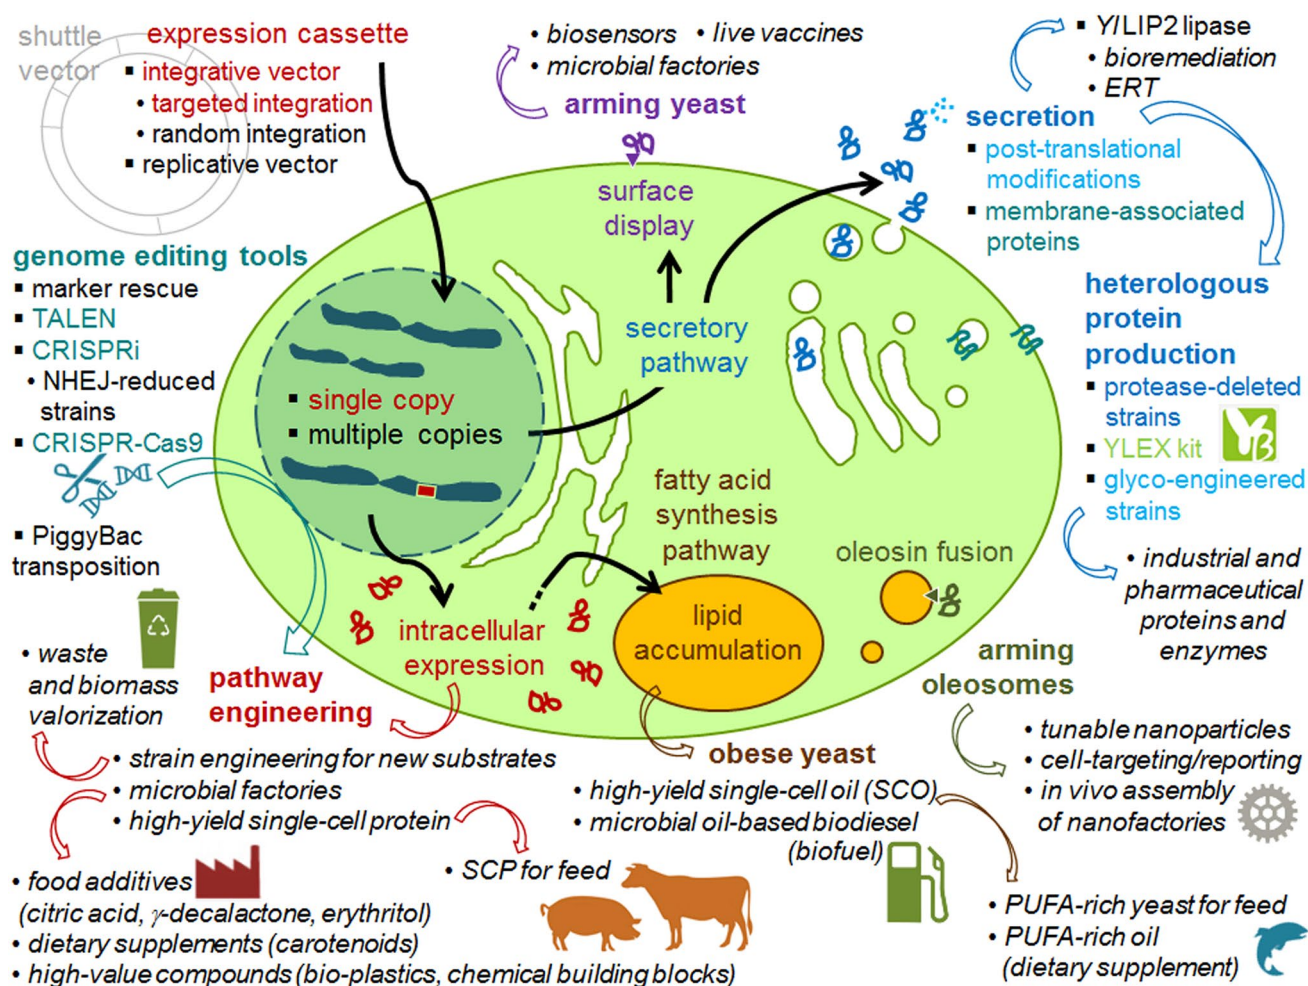 shuttle
vector
expression cassette
▪ integrative vector
• targeted integration
• random integration
▪ replicative vector
• biosensors • live vaccines
• microbial factories
arming yeast
▪ Y/LIP2 lipase
• bioremediation
• ERT
secretion
▪ post-translational
modifications
▪ membrane-associated
proteins
surface
display
genome editing tools
▪ marker rescue
▪ TALEN
▪ CRISPRi
• NHEJ-reduced
strains
▪ CRISPR-Cas9
▪ PiggyBac
transposition
▪ single copy
▪ multiple copies
secretory
pathway
heterologous
protein
production
▪ protease-deleted
strains
▪ YLEX kit
▪ glyco-engineered
strains
• industrial and
pharmaceutical
proteins and
enzymes
fatty acid
synthesis
pathway
oleosin fusion
lipid
accumulation
intracellular
expression
arming
oleosomes
• tunable nanoparticles
• cell-targeting/reporting
• in vivo assembly
of nanofactories
• waste
and biomass
valorization
pathway
engineering
• strain engineering for new substrates
• microbial factories
• high-yield single-cell protein
obese yeast
• high-yield single-cell oil (SCO)
• microbial oil-based biodiesel
(biofuel)
• SCP for feed
• food additives
(citric acid, γ-decalactone, erythritol)
• dietary supplements (carotenoids)
• high-value compounds (bio-plastics, chemical building blocks)
• PUFA-rich yeast for feed
• PUFA-rich oil
(dietary supplement)